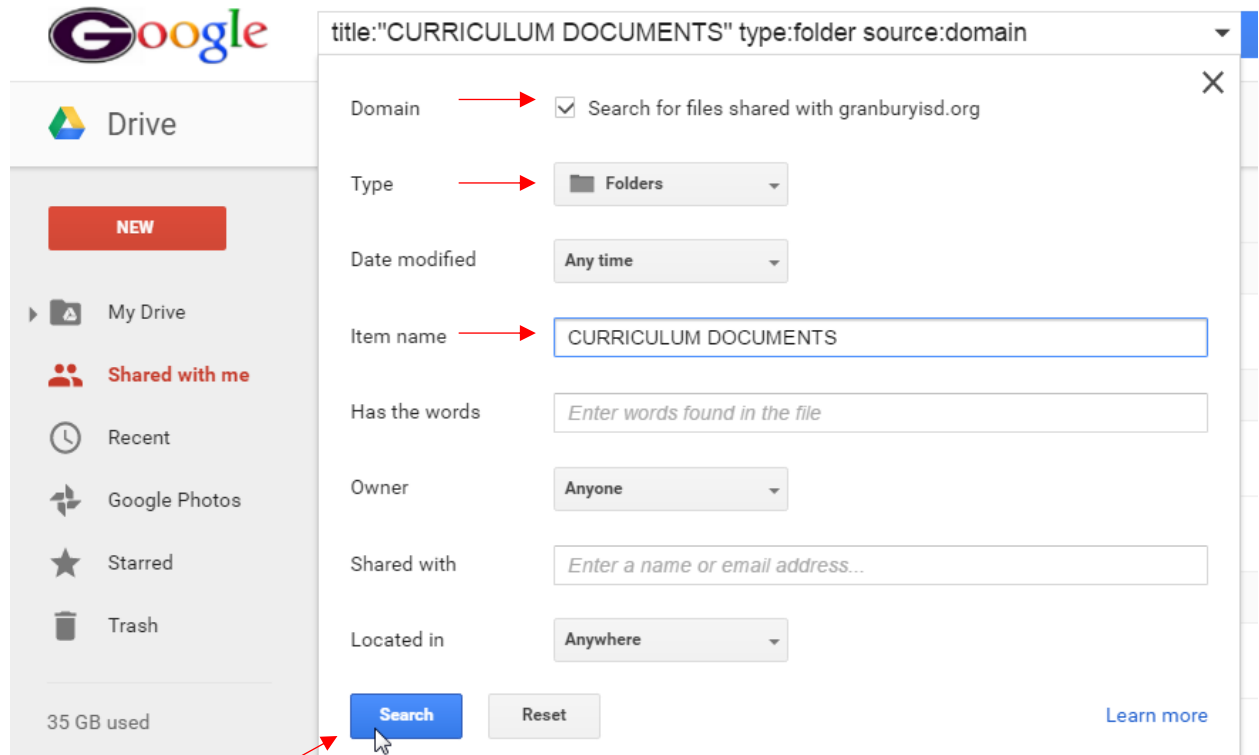 Google
title:"CURRICULUM DOCUMENTS" type:folder source:domain
Drive
NEW
My Drive
Shared with me
Recent
Google Photos
Starred
Trash
35 GB used
Domain
Search for files shared with granburyisd.org
Type
Folders
Date modified
Any time
Item name
CURRICULUM DOCUMENTS
Has the words
Enter words found in the file
Owner
Anyone
Shared with
Enter a name or email address...
Located in
Anywhere
Search
Reset
Learn more